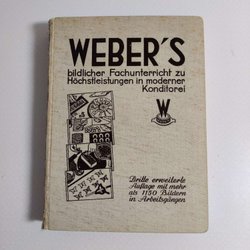 WEBER'S
bildlicher Fachunterricht zu
Höchstleistungen in moderner
Konditorei
W
Dritte erweiterte
Auflage mit mehr
als 1150 Bildern
in Arbeitsgängen